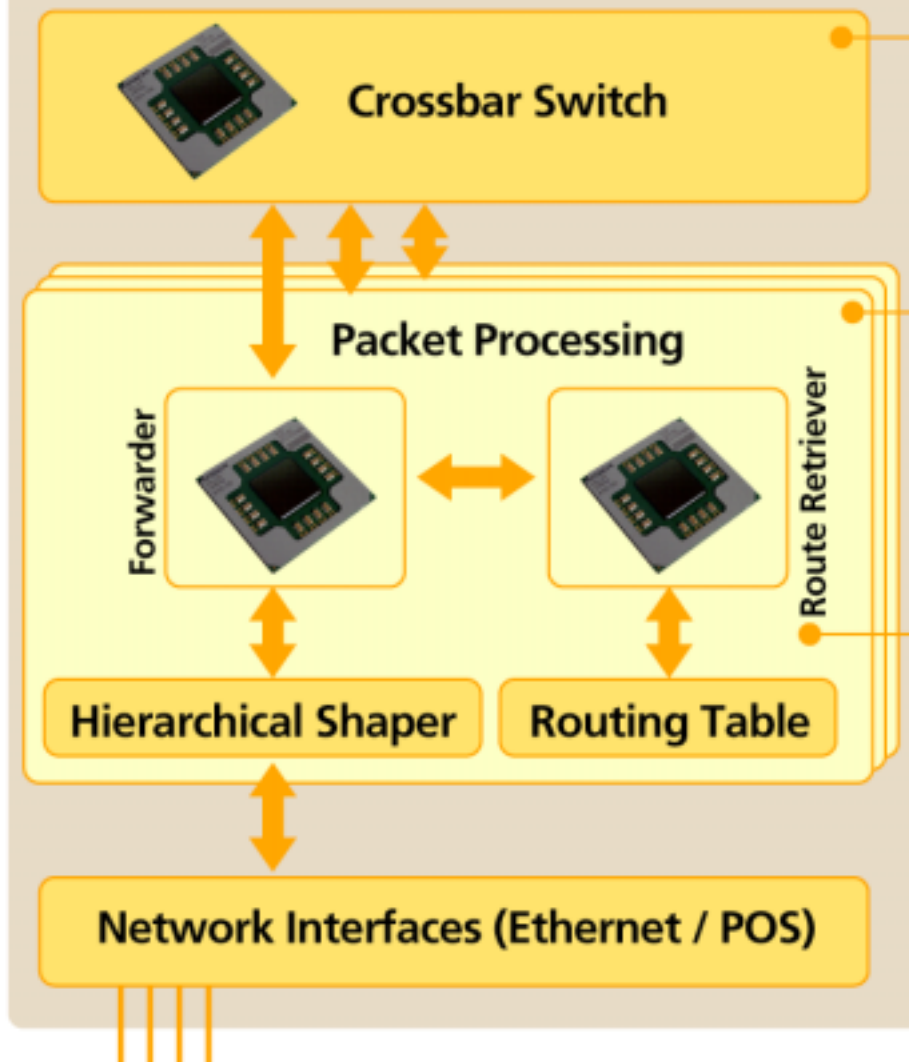 Crossbar Switch
Packet Processing
Forwarder
Route Retriever
Hierarchical Shaper
Routing Table
Network Interfaces (Ethernet / POS)